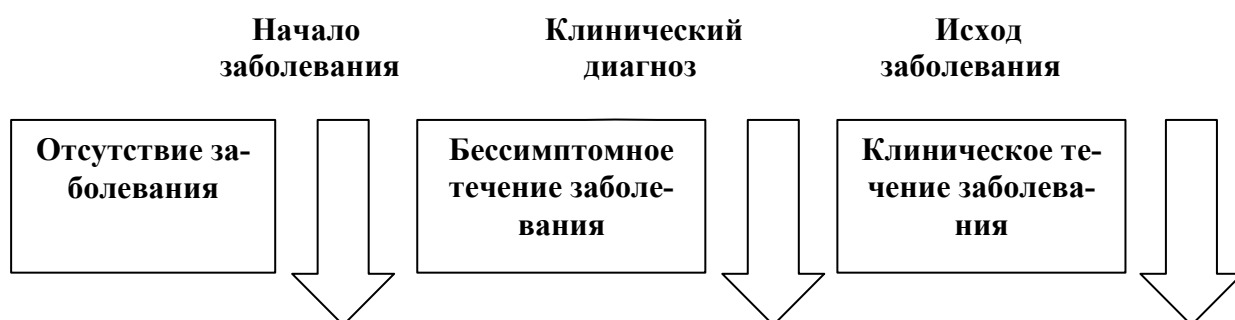 Начало
заболевания
Клинический
диагноз
Исход
заболевания
Отсутствие за-
болевания
Бессимптомное
течение заболе-
вания
Клиническое те-
чение заболева-
ния